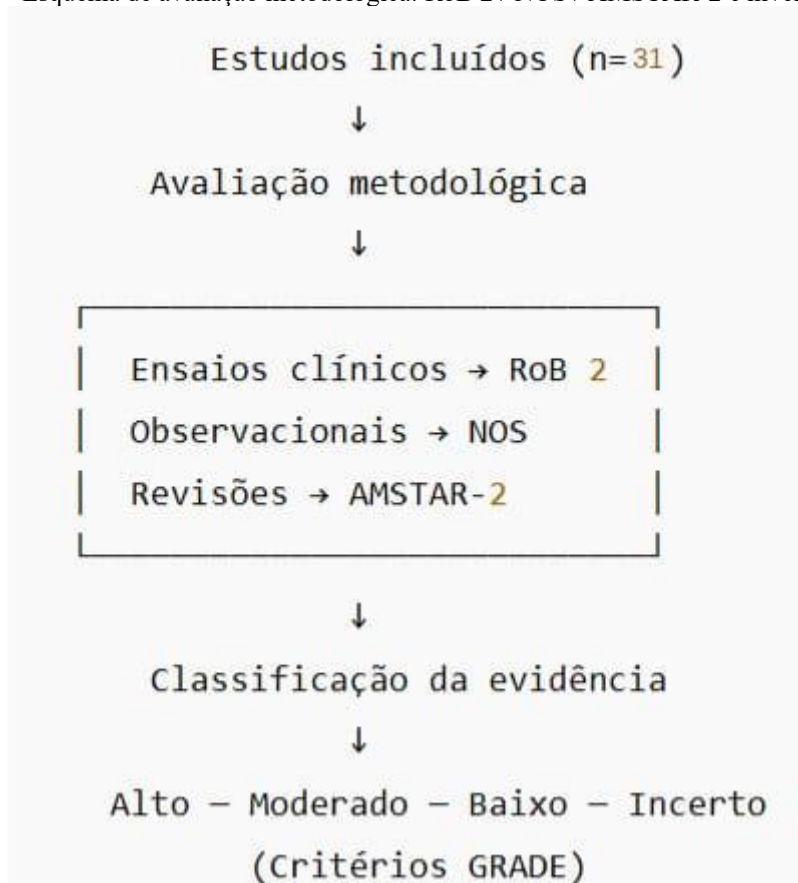 Estudos incluídos (n=31)
↓
Avaliação metodológica
↓
Ensaios clínicos → RoB 2
Observacionais → NOS
Revisões → AMSTAR-2
↓
Classificação da evidência
↓
Alto – Moderado – Baixo – Incerto
(Critérios GRADE)